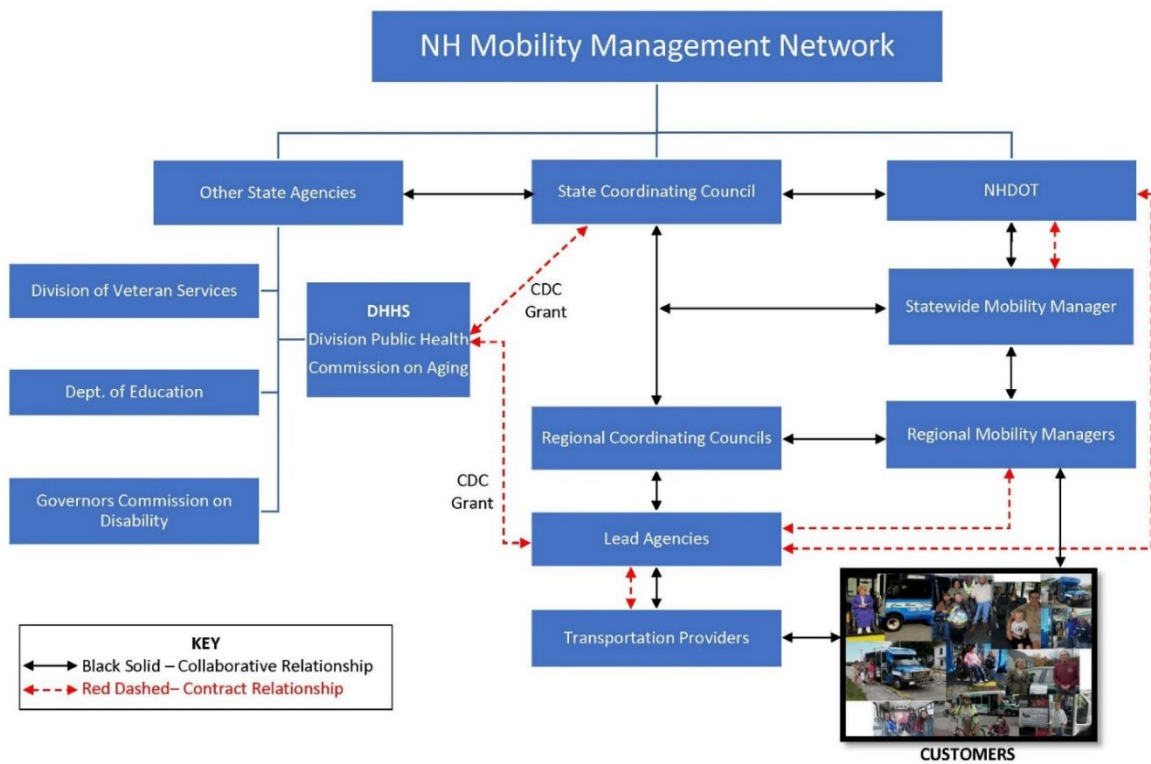 NH Mobility Management Network
Other State Agencies
State Coordinating Council
NHDOT
Division of Veteran Services
DHHS
Division Public Health
Commission on Aging
CDC
Grant
Statewide Mobility Manager
Dept. of Education
Regional Coordinating Councils
Regional Mobility Managers
CDC
Grant
Governors Commission on
Disability
Lead Agencies
Transportation Providers
KEY
Black Solid – Collaborative Relationship
Red Dashed– Contract Relationship
CUSTOMERS